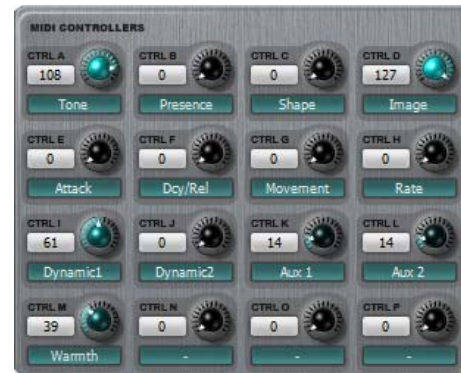 MIDI CONTROLLERS
CTRL A CTRL B CTRL C CTRL D
108 0 0 127
Tone Presence Shape Image
CTRL E CTRL F CTRL G CTRL H
0 0 0 0
Attack Dcy/Rel Movement Rate
CTRL I CTRL J CTRL K CTRL L
61 0 14 14
Dynamic1 Dynamic2 Aux 1 Aux 2
CTRL M CTRL N CTRL O CTRL P
39 0 0 0
Warmth - - -